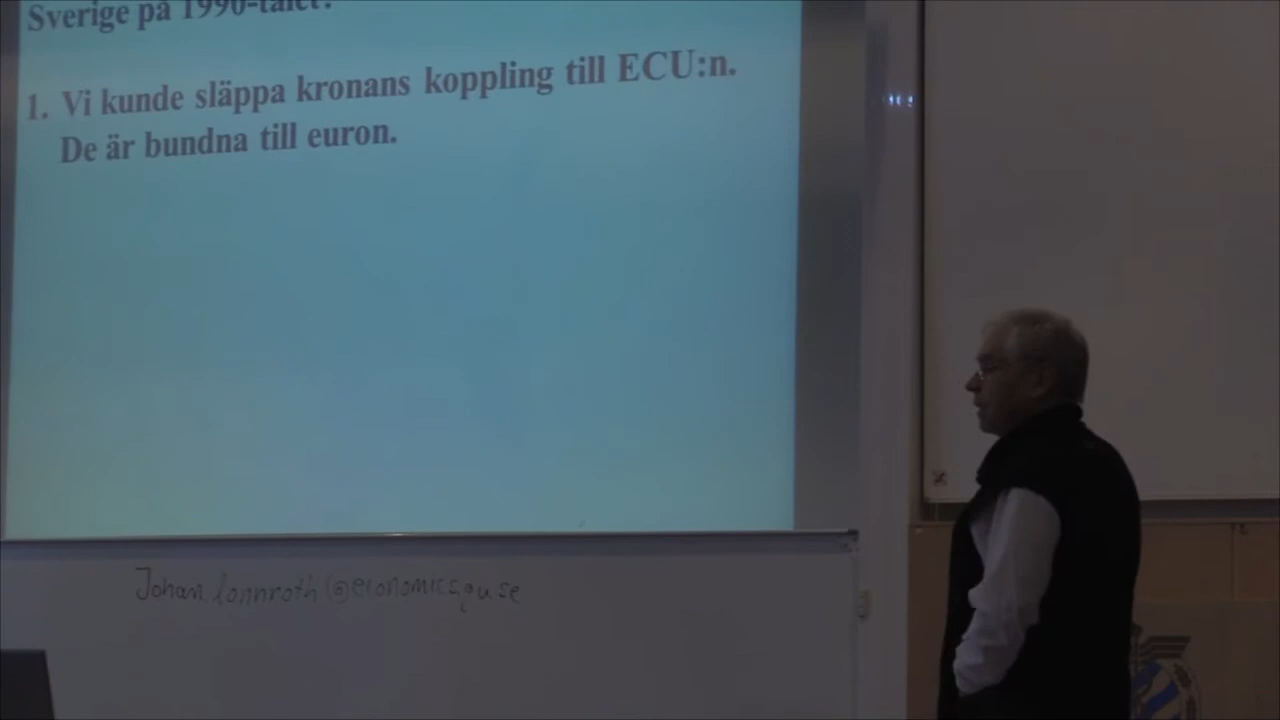 Sverige på 1990-talet?
1. Vi kunde släppa kronans koppling till ECU:n.
De är bundna till euron.
Johan.lonnroth@economics.gu.se